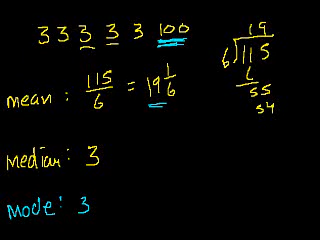 3 3 3 3 3 100
19
6)115
6
55
54
mean: 115/6 = 19 1/6
median: 3
mode: 3